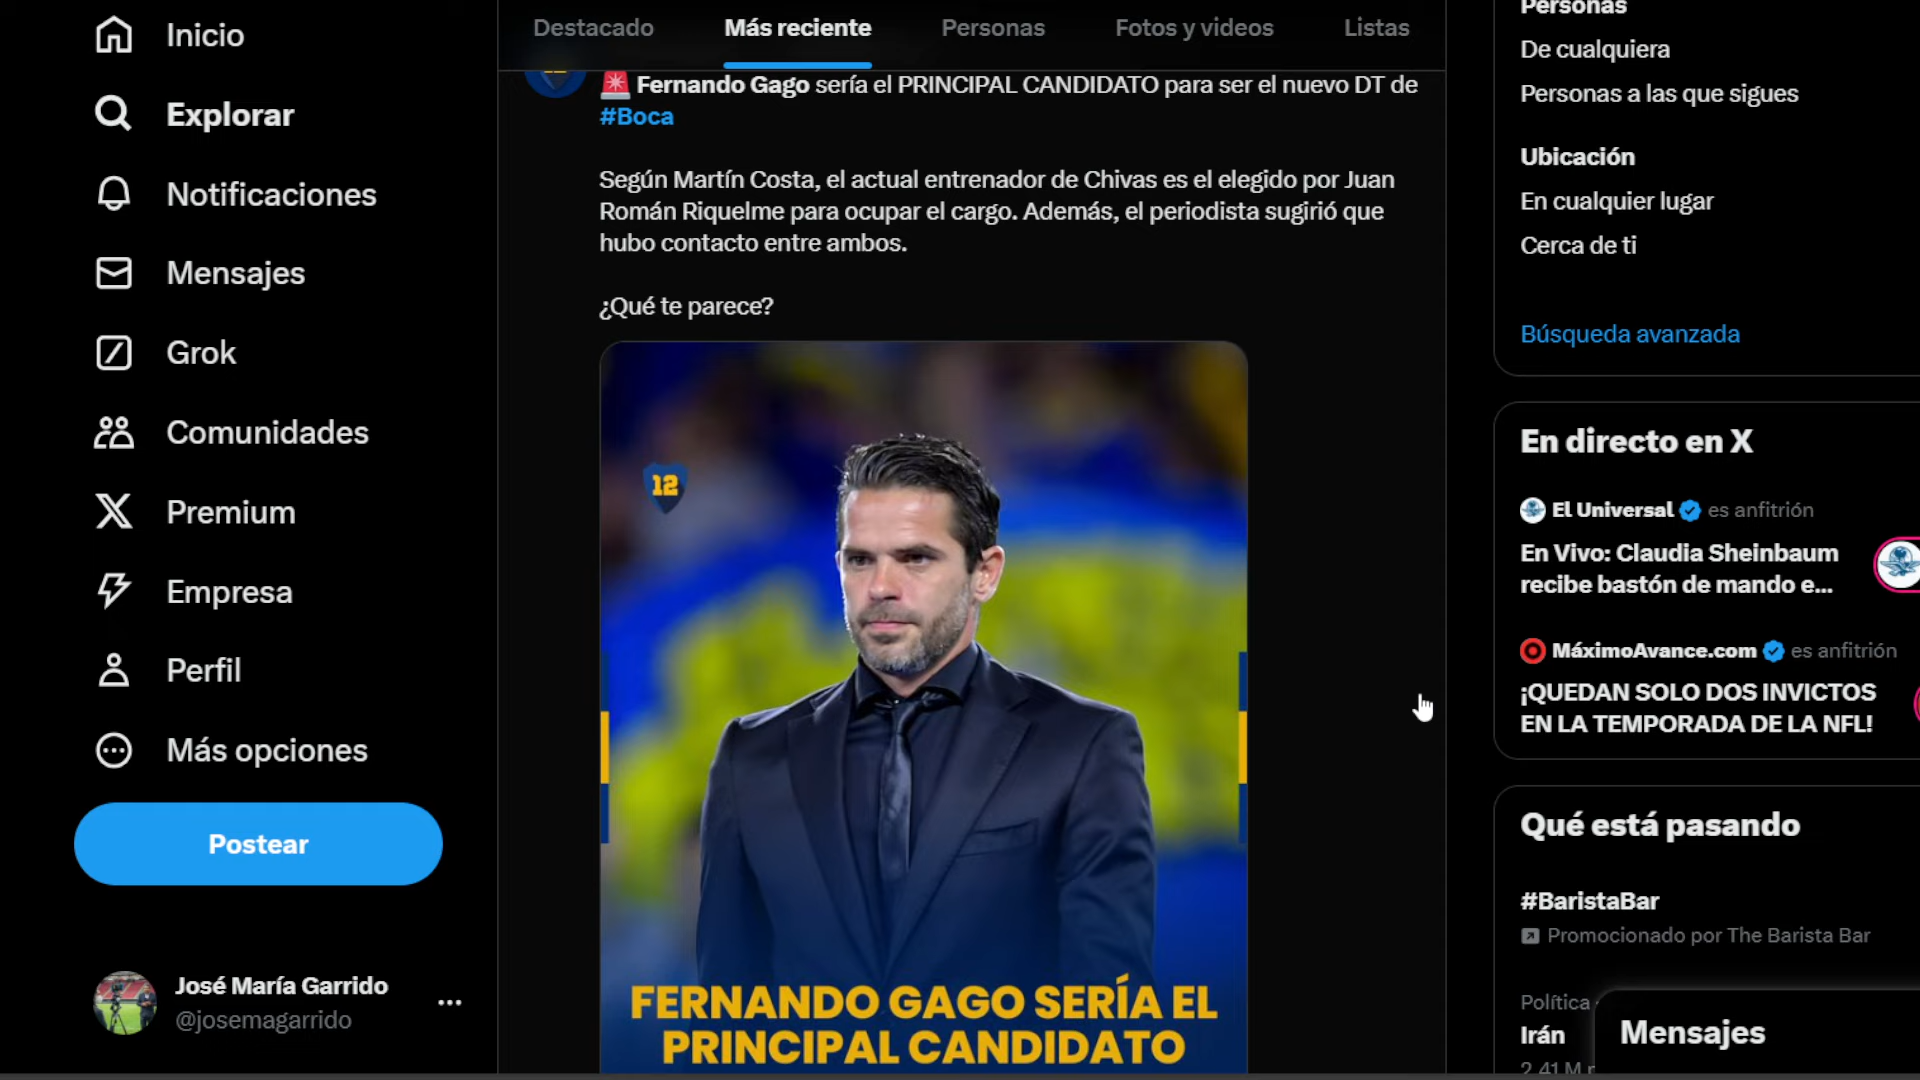 Inicio
Explorar
Notificaciones
Mensajes
Grok
Comunidades
Premium
Empresa
Perfil
Más opciones
Postear
José María Garrido
@josemagarrido
Destacado
Más reciente
Personas
Fotos y videos
Listas
Fernando Gago sería el PRINCIPAL CANDIDATO para ser el nuevo DT de
#Boca
Según Martín Costa, el actual entrenador de Chivas es el elegido por Juan
Román Riquelme para ocupar el cargo. Además, el periodista sugirió que
hubo contacto entre ambos.
¿Qué te parece?
12
FERNANDO GAGO SERÍA EL
PRINCIPAL CANDIDATO
Personas
De cualquiera
Personas a las que sigues
Ubicación
En cualquier lugar
Cerca de ti
Búsqueda avanzada
En directo en X
El Universal es anfitrión
En Vivo: Claudia Sheinbaum
recibe bastón de mando e...
MáximoAvance.com es anfitrión
¡QUEDAN SOLO DOS INVICTOS
EN LA TEMPORADA DE LA NFL!
Qué está pasando
#BaristaBar
Promocionado por The Barista Bar
Política
Irán
2.41 M
Mensajes